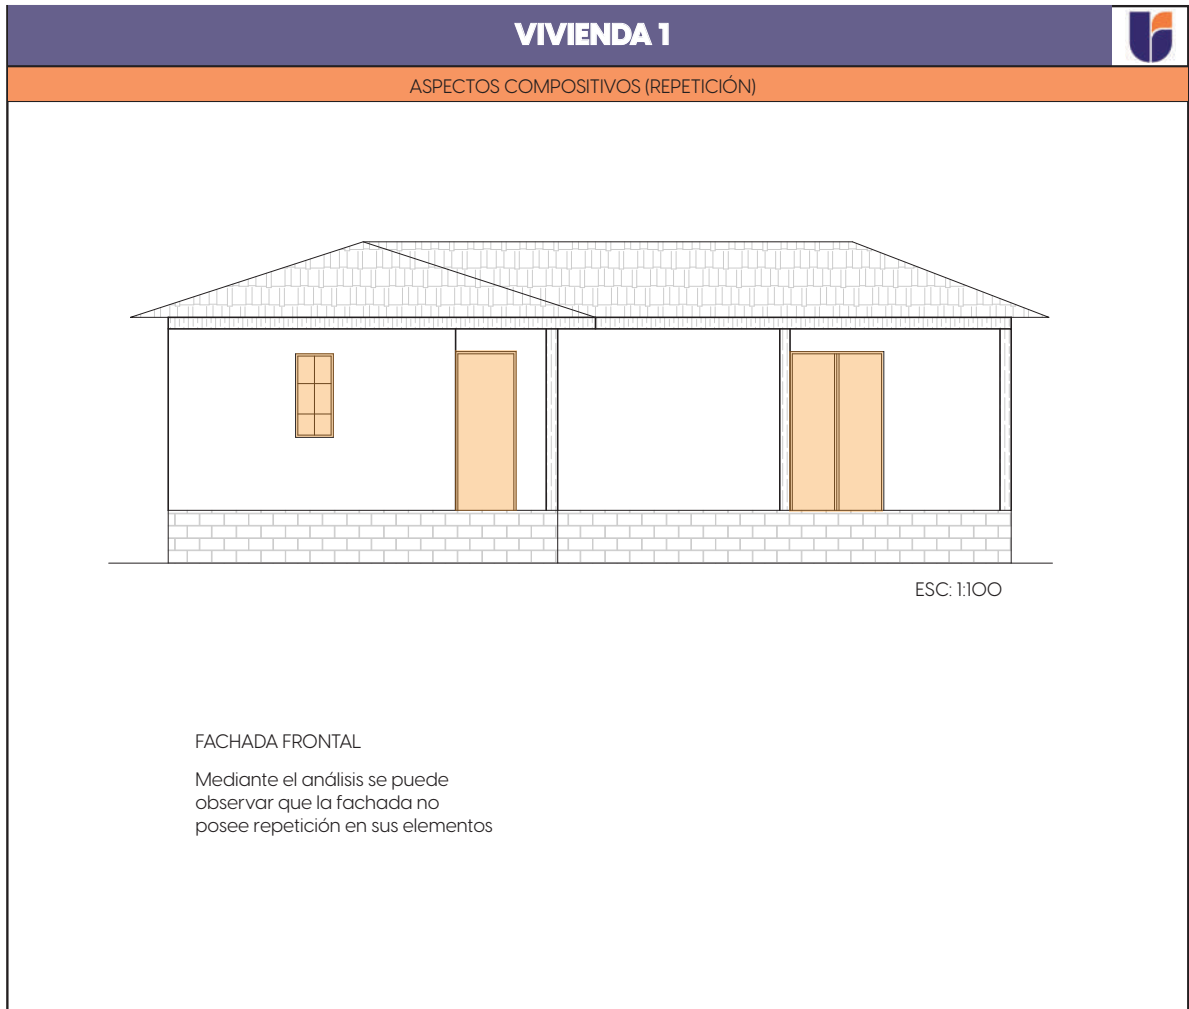 VIVIENDA 1
ASPECTOS COMPOSITIVOS (REPETICIÓN)
ESC: 1:100
FACHADA FRONTAL
Mediante el análisis se puede
observar que la fachada no
posee repetición en sus elementos